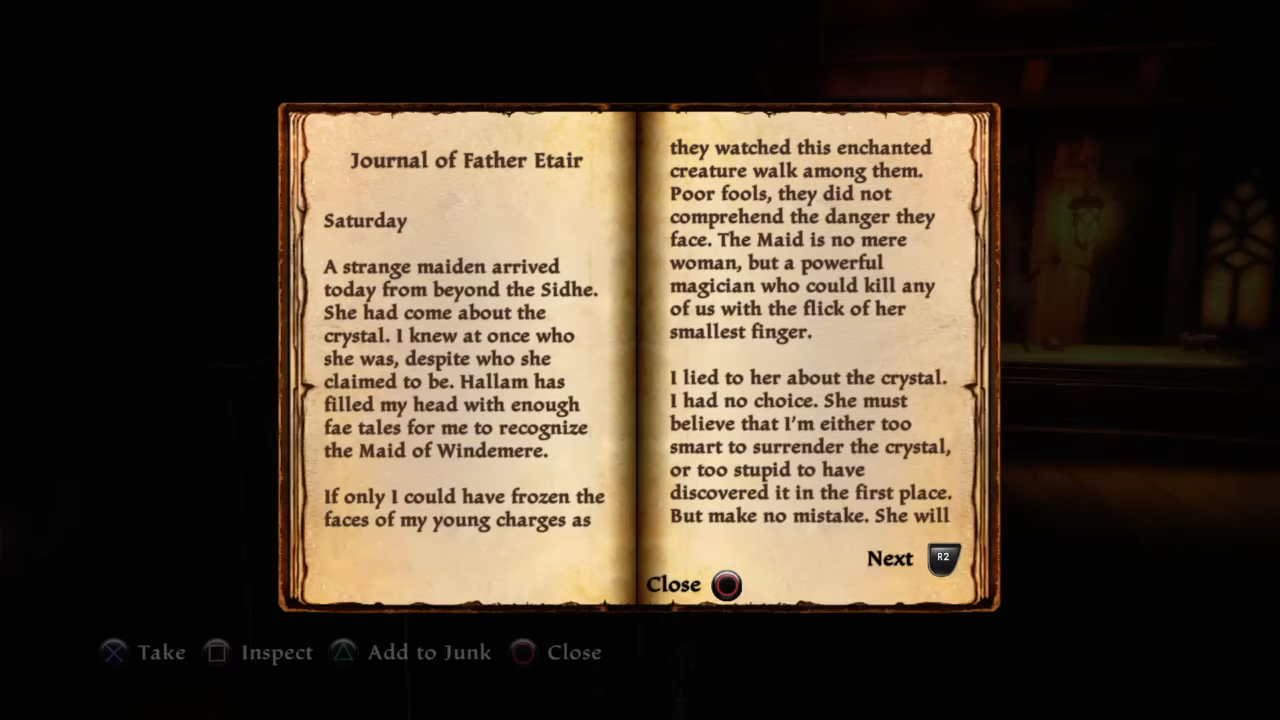 Journal of Father Etair
Saturday
A strange maiden arrived
today from beyond the Sidhe.
She had come about the
crystal. I knew at once who
she was, despite who she
claimed to be. Hallam has
filled my head with enough
fae tales for me to recognize
the Maid of Windemere.
If only I could have frozen the
faces of my young charges as
they watched this enchanted
creature walk among them.
Poor fools, they did not
comprehend the danger they
face. The Maid is no mere
woman, but a powerful
magician who could kill any
of us with the flick of her
smallest finger.
I lied to her about the crystal.
I had no choice. She must
believe that I'm either too
smart to surrender the crystal,
or too stupid to have
discovered it in the first place.
But make no mistake. She will
Next R2
Close
Take Inspect Add to Junk Close